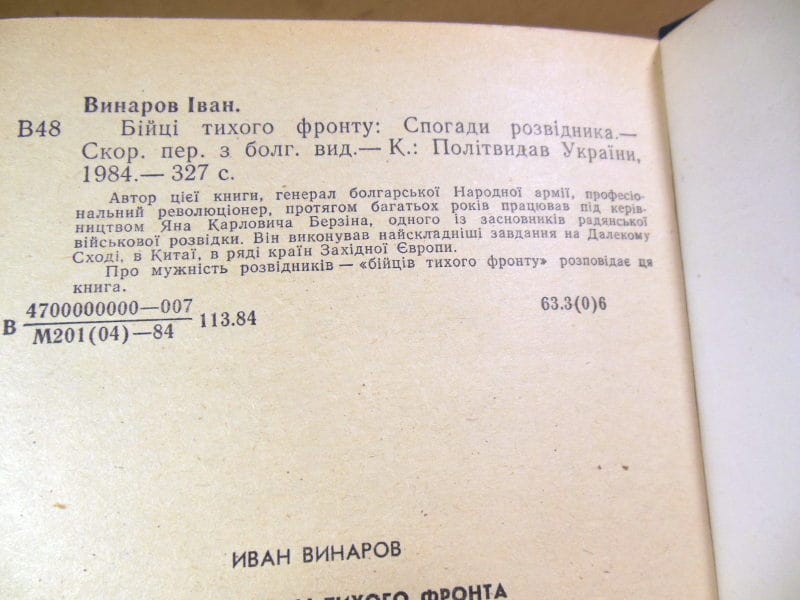 Винаров Іван.
В48 Бійці тихого фронту: Спогади розвідника.—
Скор. пер. з болг. вид.— К.: Політвидав України,
1984.— 327 с.
Автор цієї книги, генерал болгарської Народної армії, професіо-
нальний революціонер, протягом багатьох років працював під керів-
ництвом Яна Карловича Берзіна, одного із засновників радянської
військової розвідки. Він виконував найскладніші завдання на Далекому
Сході, в Китаї, в ряді країн Західної Європи.
Про мужність розвідників — «бійців тихого фронту» розповідає ця
книга.
В 4700000000—007
М201(04)—84 113.84 63.3(0)6
ИВАН ВИНАРОВ
ТИХОГО ФРОНТА